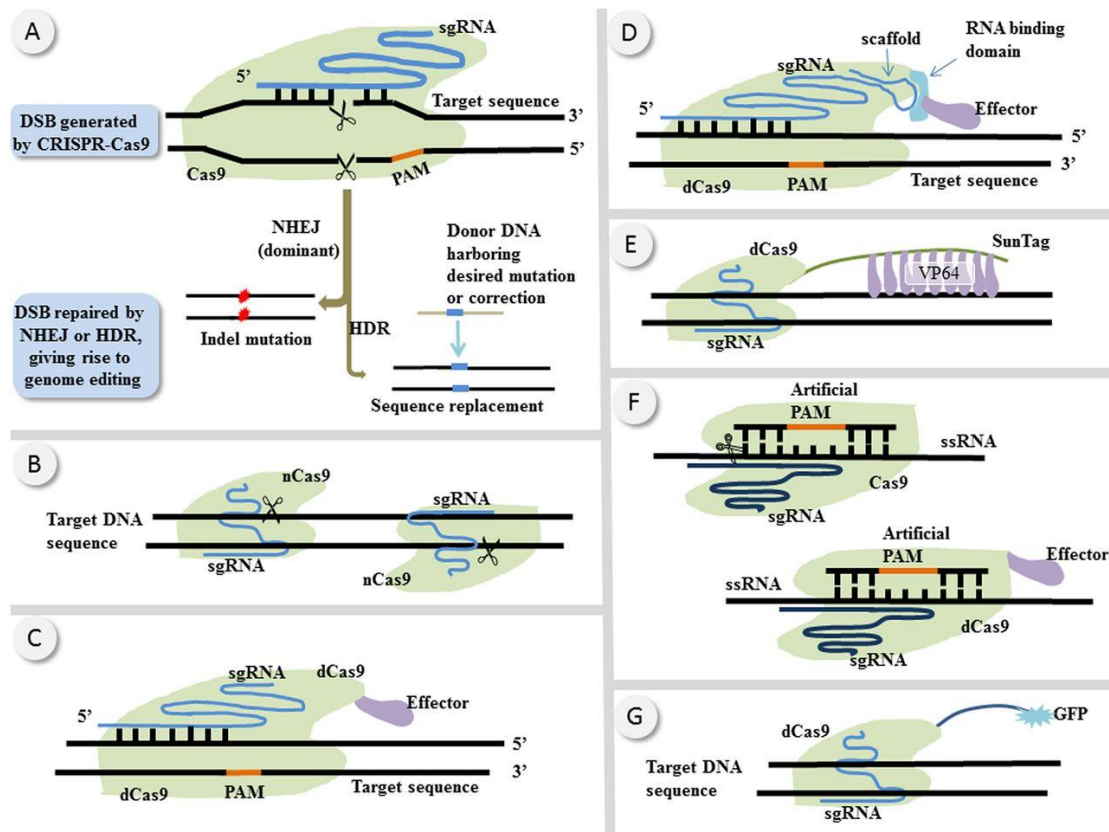 A
sgRNA
5’
Target sequence
3’
DSB generated
by CRISPR-Cas9
5’
Cas9
PAM
NHEJ
(dominant)
Donor DNA
harboring
desired mutation
or correction
DSB repaired by
NHEJ or HDR,
giving rise to
genome editing
Indel mutation
HDR
Sequence replacement
B
nCas9
sgRNA
Target DNA
sequence
sgRNA
nCas9
C
sgRNA
dCas9
Effector
5’
5’
3’
dCas9
PAM
Target sequence
D
scaffold
RNA binding
domain
sgRNA
Effector
5’
5’
3’
dCas9
PAM
Target sequence
E
dCas9
SunTag
VP64
sgRNA
F
Artificial
PAM
ssRNA
Cas9
sgRNA
Artificial
PAM
Effector
ssRNA
dCas9
sgRNA
G
dCas9
GFP
Target DNA
sequence
sgRNA